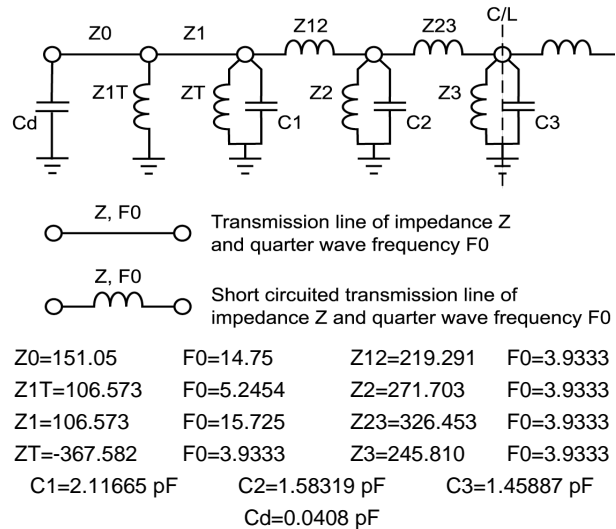 C/L
Z0 Z1 Z12 Z23
Z1T ZT Z2 Z3
Cd C1 C2 C3
Z, F0
Transmission line of impedance Z
and quarter wave frequency F0
Z, F0
Short circuited transmission line of
impedance Z and quarter wave frequency F0
Z0=151.05 F0=14.75 Z12=219.291 F0=3.9333
Z1T=106.573 F0=5.2454 Z2=271.703 F0=3.9333
Z1=106.573 F0=15.725 Z23=326.453 F0=3.9333
ZT=-367.582 F0=3.9333 Z3=245.810 F0=3.9333
C1=2.11665 pF C2=1.58319 pF C3=1.45887 pF
Cd=0.0408 pF